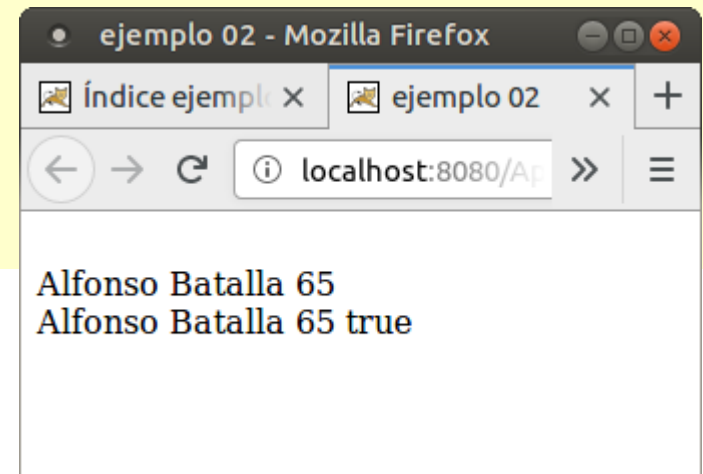 ejemplo 02 - Mozilla Firefox
Índice ejempl
ejemplo 02
localhost:8080/Ap
Alfonso Batalla 65
Alfonso Batalla 65 true